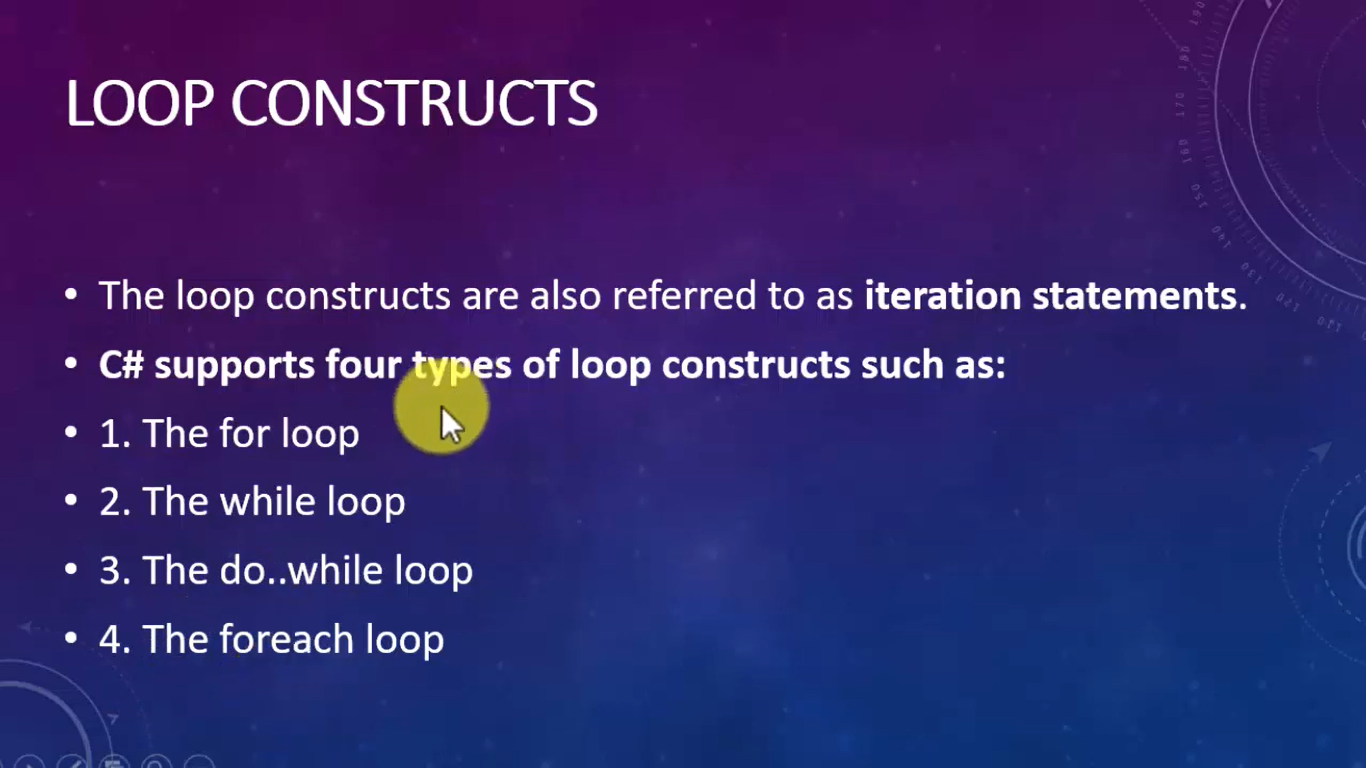 LOOP CONSTRUCTS
• The loop constructs are also referred to as iteration statements.
• C# supports four types of loop constructs such as:
• 1. The for loop
• 2. The while loop
• 3. The do..while loop
• 4. The foreach loop